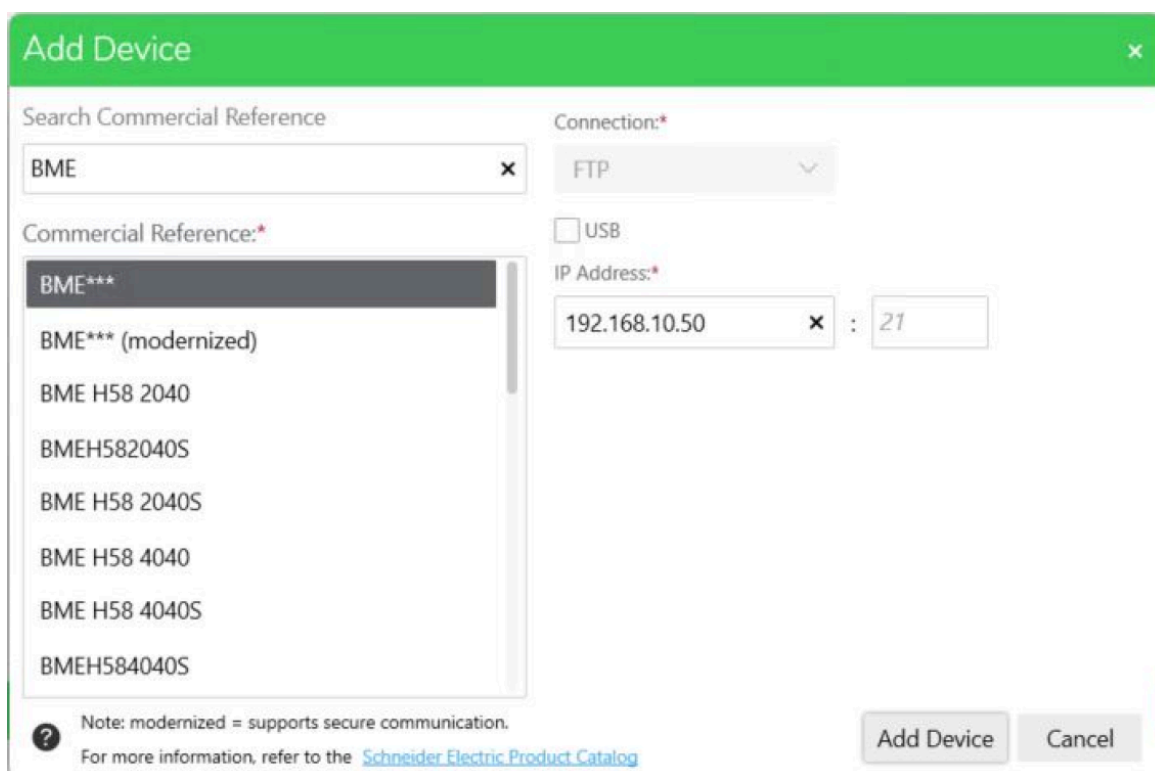 Add Device
×
Search Commercial Reference
BME ×
Commercial Reference:*
BME***
BME*** (modernized)
BME H58 2040
BMEH582040S
BME H58 2040S
BME H58 4040
BME H58 4040S
BMEH584040S
Connection:*
FTP
USB
IP Address:*
192.168.10.50 × : 21
? Note: modernized = supports secure communication.
For more information, refer to the Schneider Electric Product Catalog
Add Device
Cancel